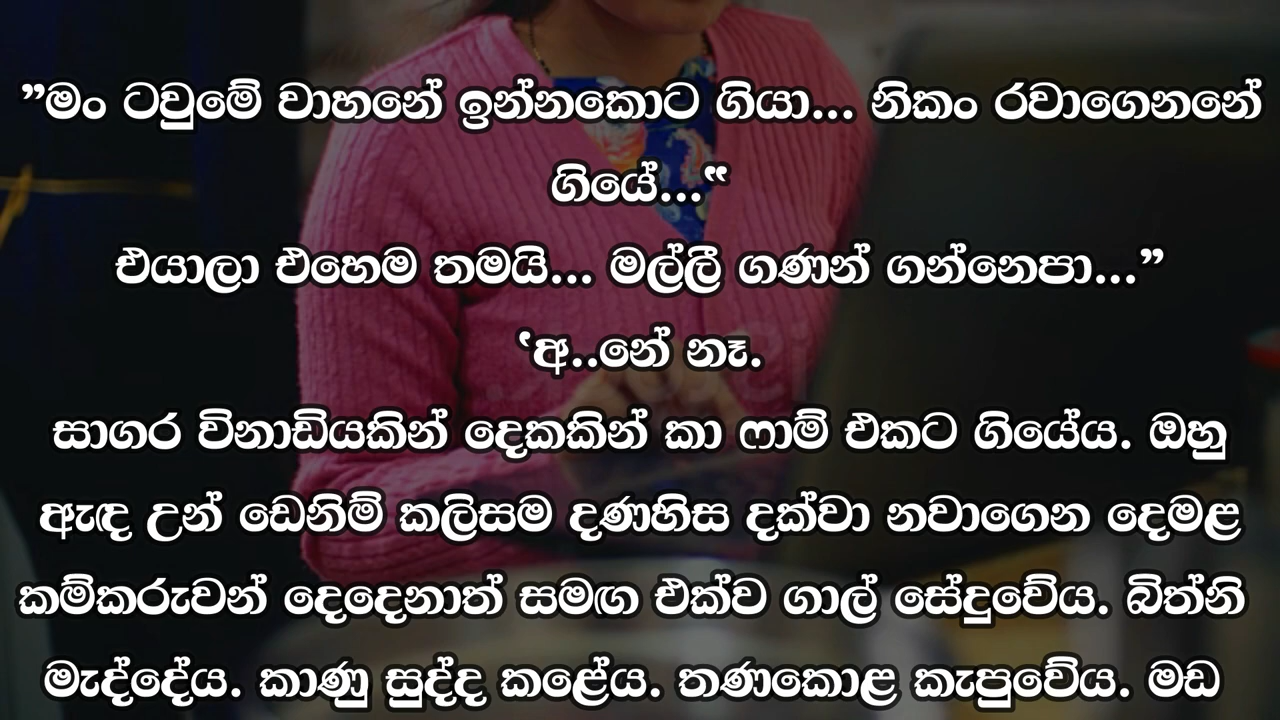 ”මං ටවුමේ වාහනේ ඉන්නකොට ගියා... නිකං රවාගෙනනේ
ගියේ...‟
එයාලා එහෙම තමයි... මල්ලී ගණන් ගන්නෙපා...”
‛අ..නේ නෑ.
සාගර විනාඩියකින් දෙකකින් කා ෆාම් එකට ගියේය. ඔහු
ඇඳ උන් ඩෙනිම් කලිසම දණහිස දක්වා නවාගෙන දෙමළ
කම්කරුවන් දෙදෙනාත් සමඟ එක්ව ගාල් සේදුවේය. බිත්නි
මැද්දේය. කාණු සුද්ද කළේය. තණකොළ කැපුවේය. මඩ